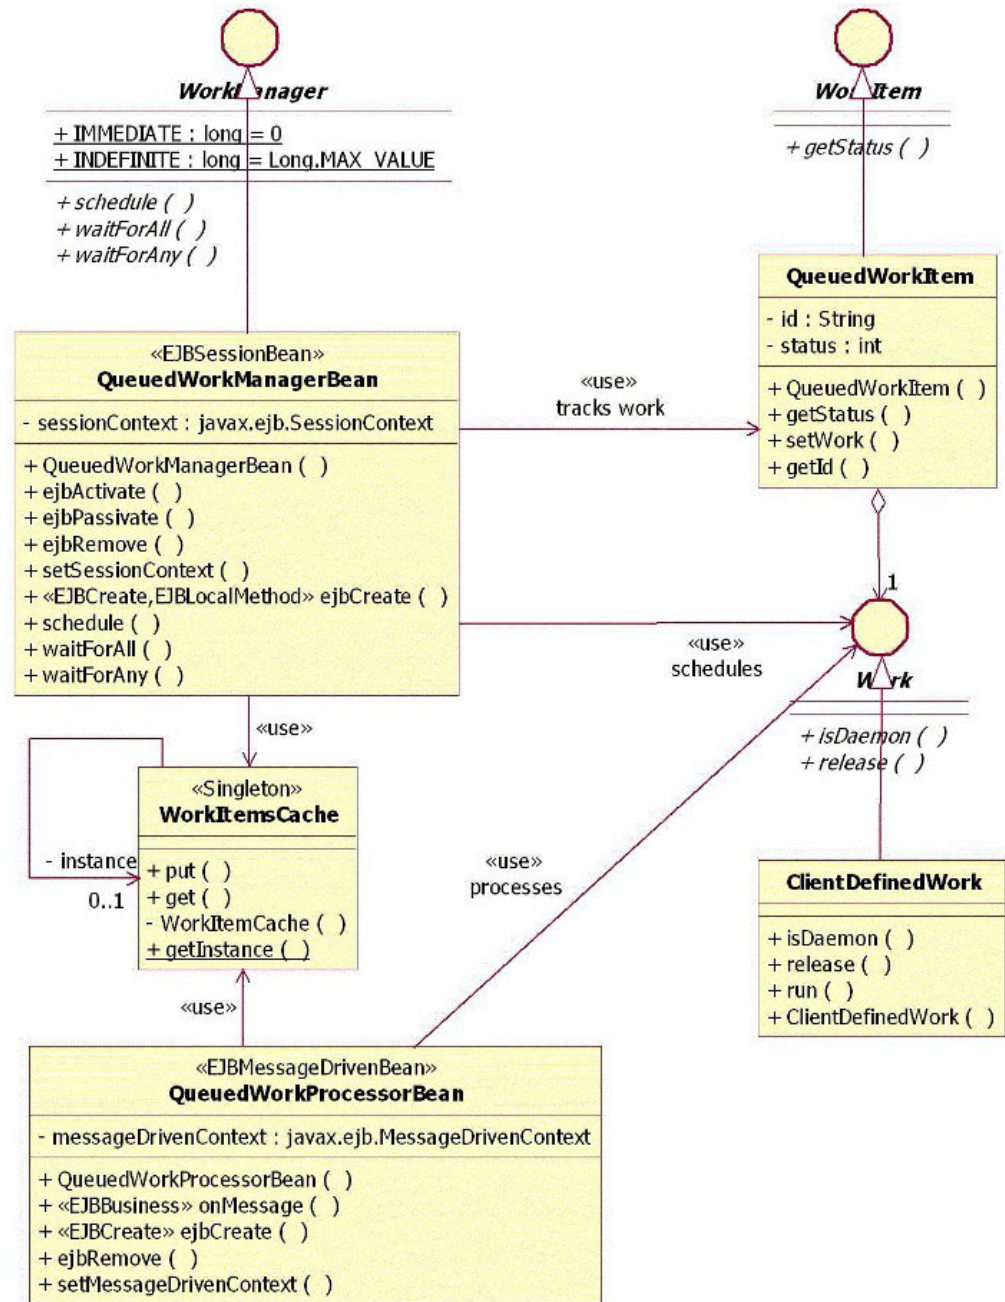 WorkManager
+ IMMEDIATE : long = 0
+ INDEFINITE : long = Long.MAX_VALUE
+ schedule ( )
+ waitForAll ( )
+ waitForAny ( )
WorkItem
+ getStatus ( )
QueuedWorkItem
- id : String
- status : int
+ QueuedWorkItem ( )
+ getStatus ( )
+ setWork ( )
+ getId ( )
«EJBSessionBean»
QueuedWorkManagerBean
- sessionContext : javax.ejb.SessionContext
+ QueuedWorkManagerBean ( )
+ ejbActivate ( )
+ ejbPassivate ( )
+ ejbRemove ( )
+ setSessionContext ( )
+ «EJBCreate,EJBLocalMethod» ejbCreate ( )
+ schedule ( )
+ waitForAll ( )
+ waitForAny ( )
«use»
tracks work
1
«use»
schedules
Work
+ isDaemon ( )
+ release ( )
«use»
«Singleton»
WorkItemsCache
+ put ( )
+ get ( )
- WorkItemCache ( )
+ getInstance ( )
- instance
0..1
«use»
processes
ClientDefinedWork
+ isDaemon ( )
+ release ( )
+ run ( )
+ ClientDefinedWork ( )
«use»
«EJBMessageDrivenBean»
QueuedWorkProcessorBean
- messageDrivenContext : javax.ejb.MessageDrivenContext
+ QueuedWorkProcessorBean ( )
+ «EJBBusiness» onMessage ( )
+ «EJBCreate» ejbCreate ( )
+ ejbRemove ( )
+ setMessageDrivenContext ( )